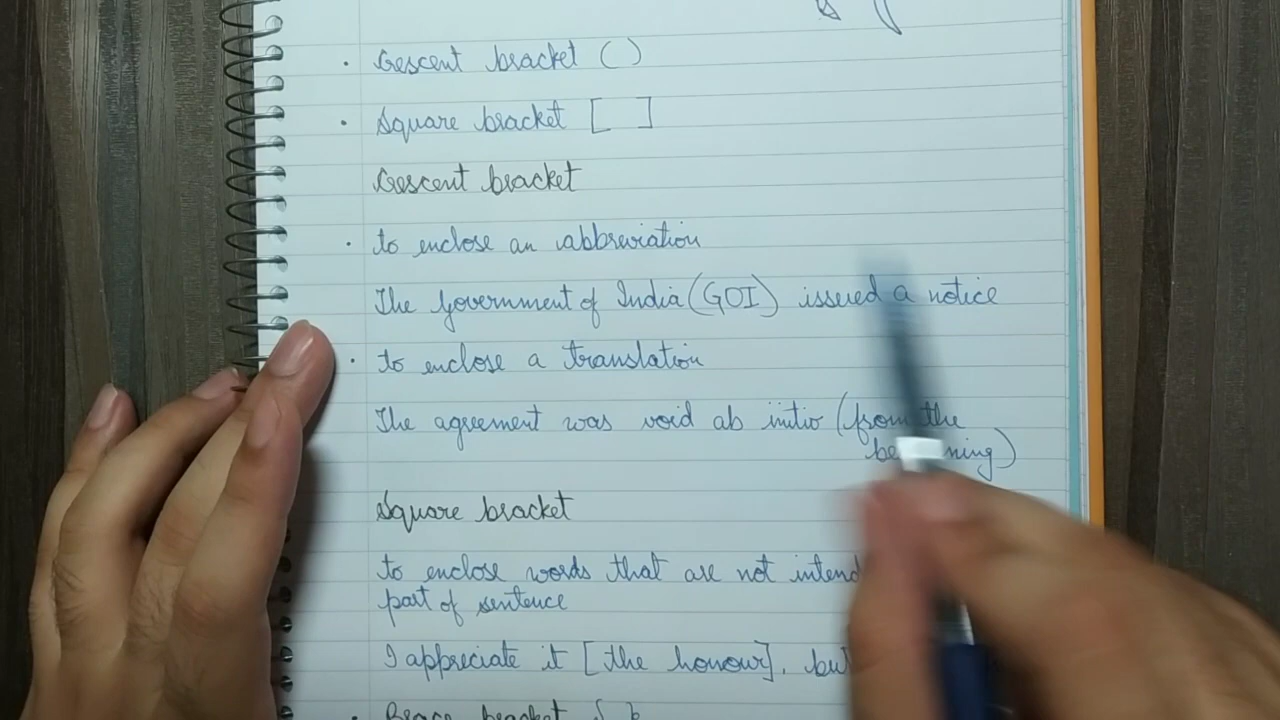 Crescent bracket ( )
Square bracket [ ]
Crescent bracket
to enclose an abbreviation
The Government of India (GOI) issued a notice
to enclose a translation
The agreement was void ab initio (from the
Square bracket
to enclose words that are not
part of sentence
I appreciate it [the honour],
Brace bracket {